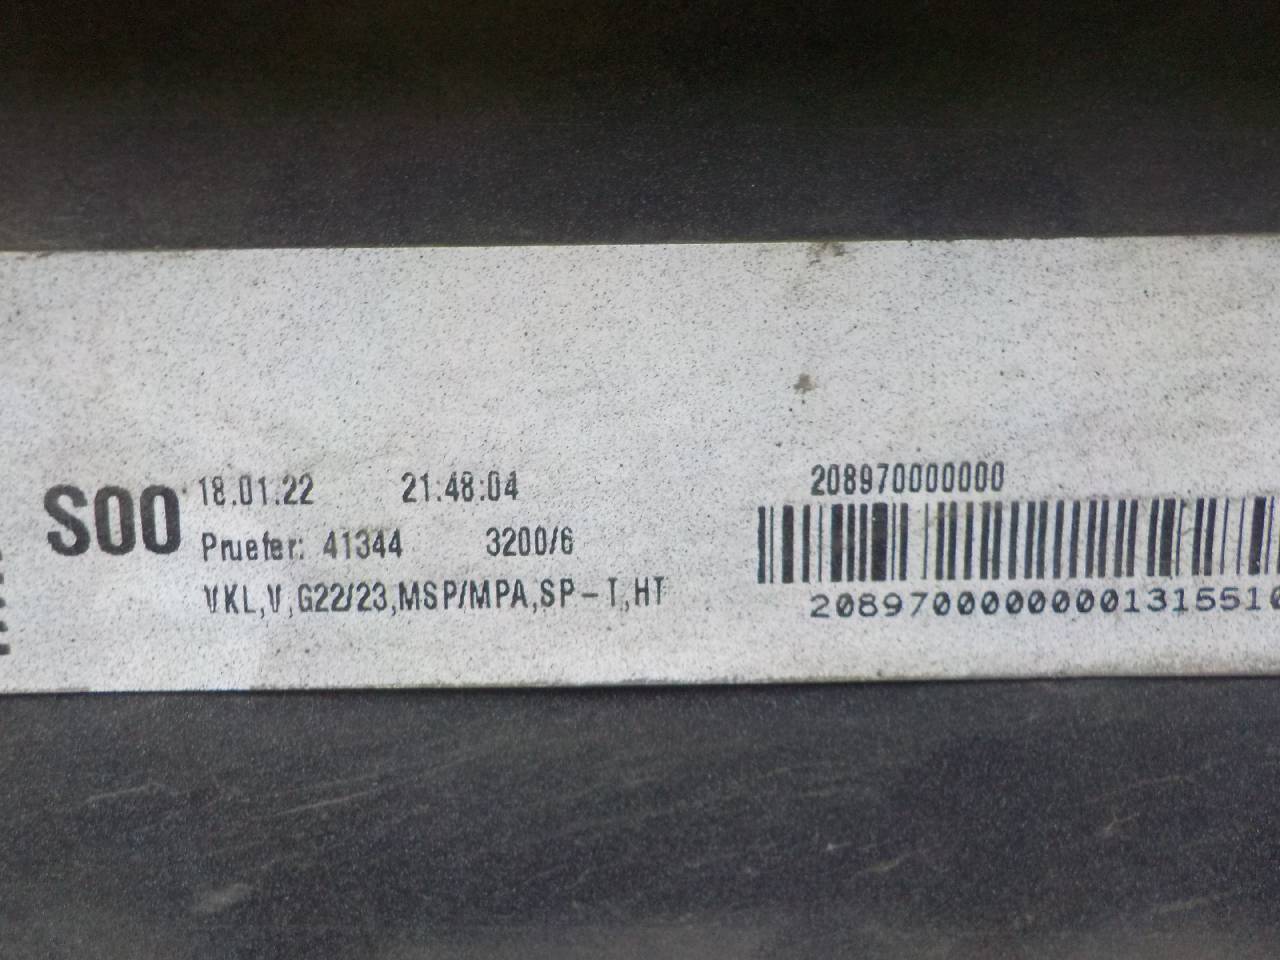 S00 18.01.22 21:48:04
Pruefer: 41344 3200/6
VKL,V,G22/23,MSP/MPA,SP-T,HT
208970000000
2089700000000131551